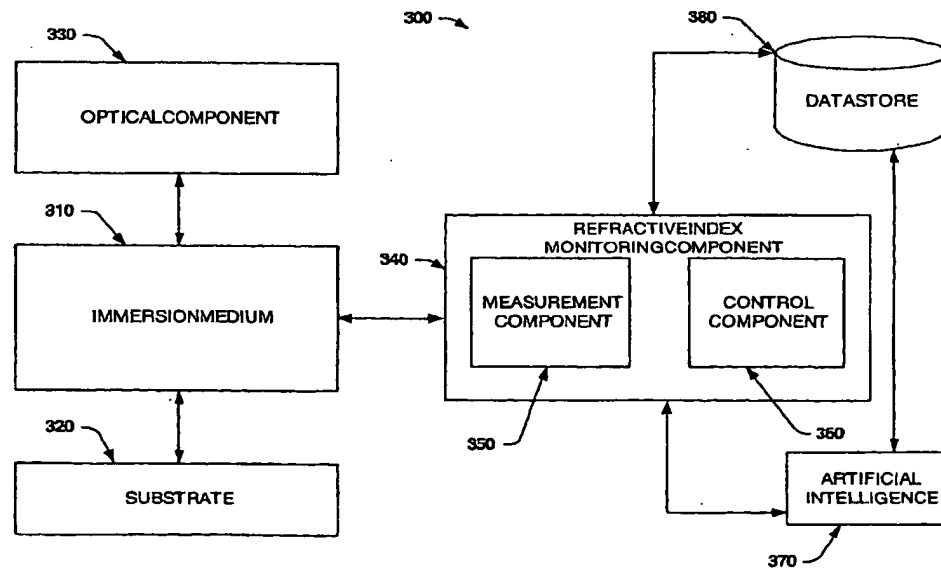 300
330
OPTICALCOMPONENT
310
IMMERSIONMEDIUM
320
SUBSTRATE
380
DATASTORE
REFRACTIVEINDEX
MONITORINGCOMPONENT
340
MEASUREMENT
COMPONENT
CONTROL
COMPONENT
350
360
ARTIFICIAL
INTELLIGENCE
370